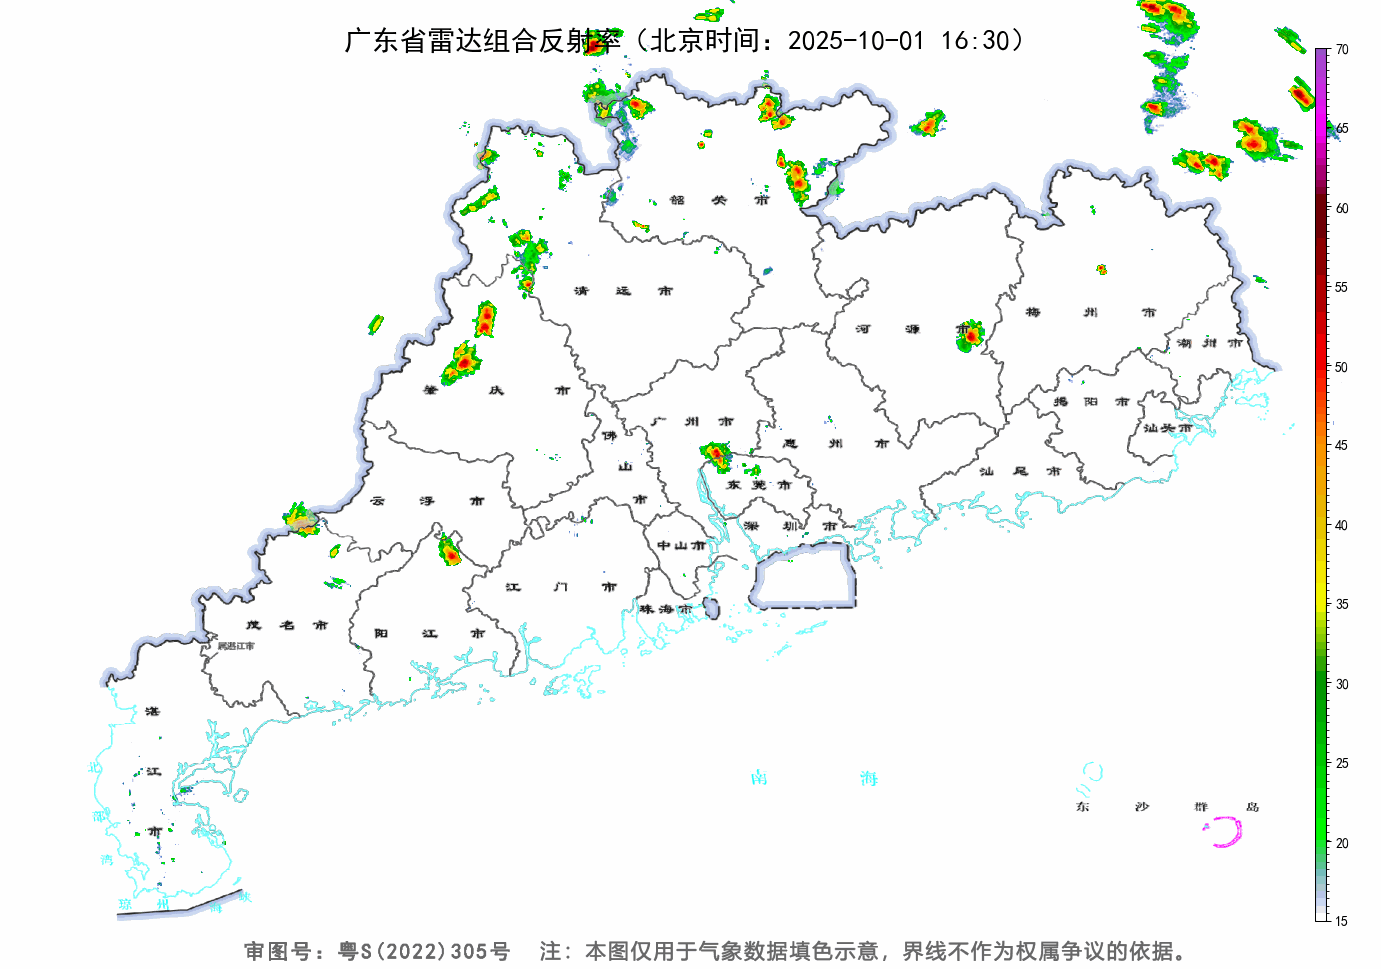 广东省雷达组合反射率（北京时间：2025-10-01 16:30）
70
65
60
55
50
45
40
35
30
25
20
15
韶关市
清远市
河源市
梅州市
潮州市
肇庆市
揭阳市
广州市
佛山市
惠州市
汕头市
汕尾市
东莞市
云浮市
深圳市
中山市
江门市
珠海市
茂名市
阳江市
属湛江市
湛江市
北部湾
南海
东沙群岛
琼州海峡
审图号：粤S(2022)305号 注：本图仅用于气象数据填色示意，界线不作为权属争议的依据。